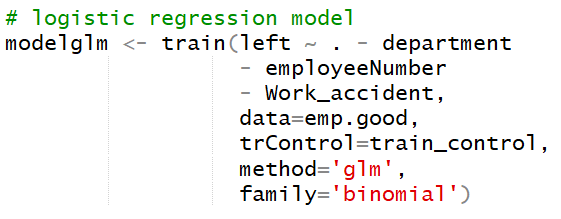 # logistic regression model
modelglm <- train(left ~ . - department
- employeeNumber
- Work_accident,
data=emp.good,
trControl=train_control,
method='glm',
family='binomial')